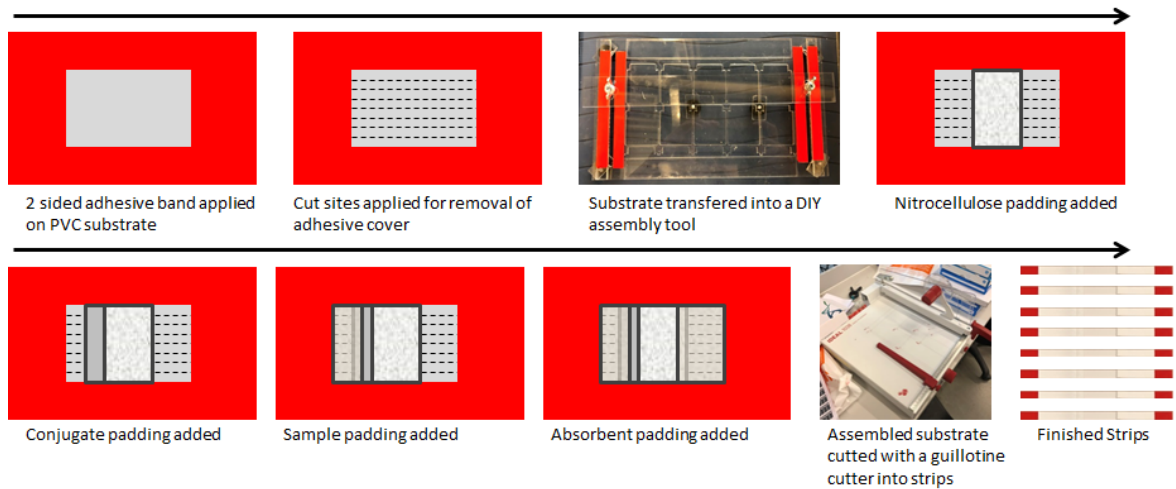 2 sided adhesive band applied
on PVC substrate
Cut sites applied for removal of
adhesive cover
Substrate transfered into a DIY
assembly tool
Nitrocellulose padding added
Conjugate padding added
Sample padding added
Absorbent padding added
Assembled substrate
cutted with a guillotine
cutter into strips
Finished Strips